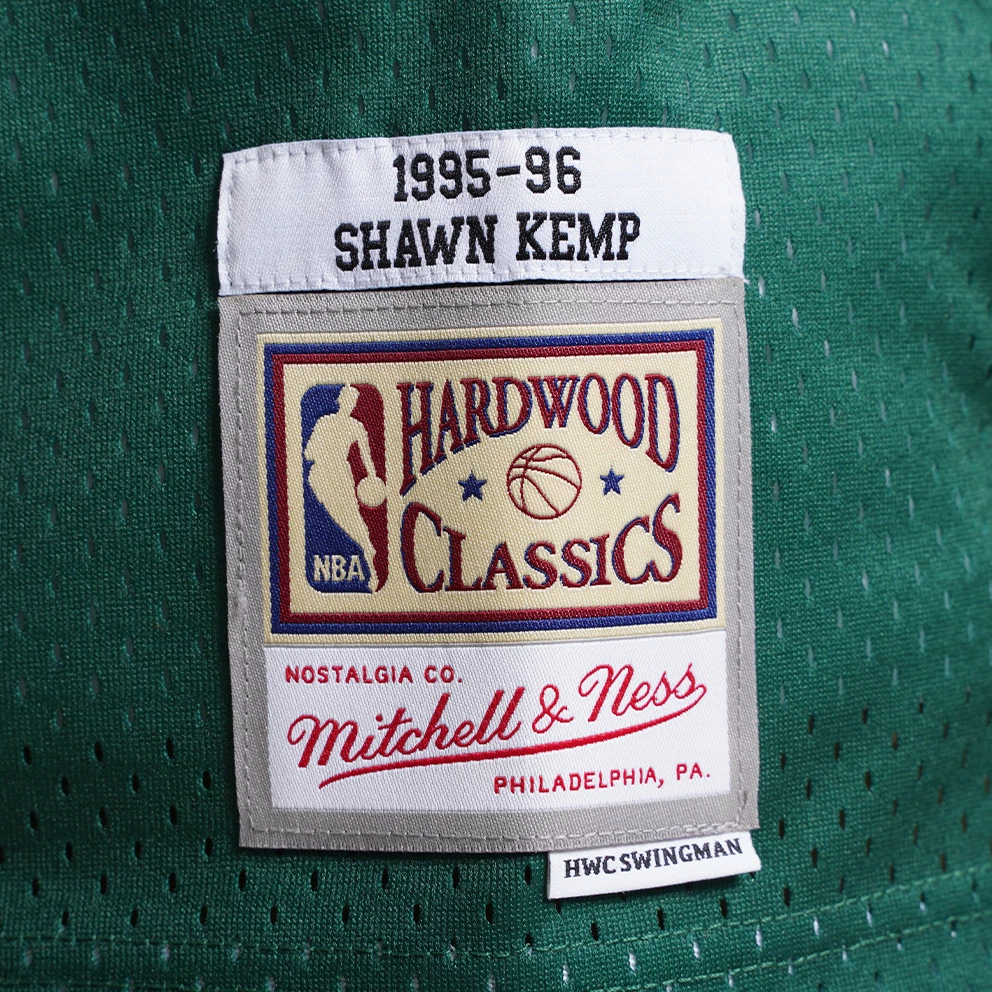 1995-96
SHAWN KEMP
HARDWOOD
CLASSICS
NBA
NOSTALGIA CO.
Mitchell & Ness
PHILADELPHIA, PA.
HWC SWINGMAN